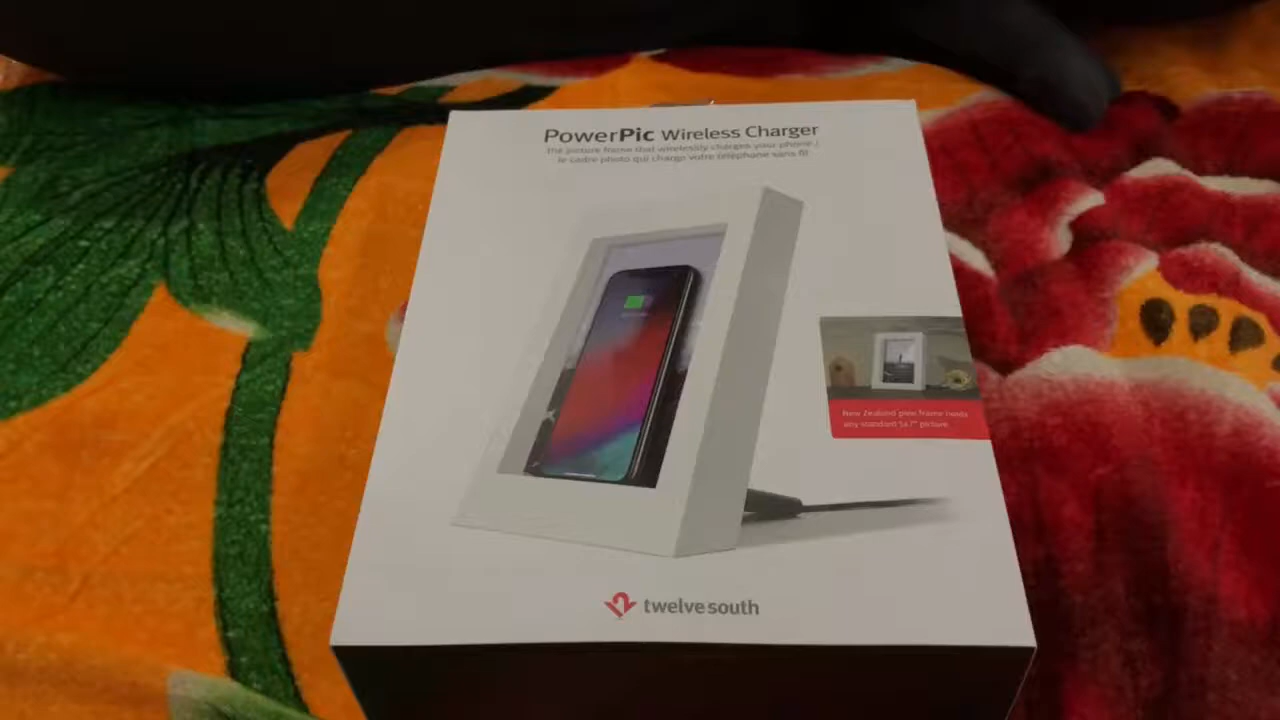 PowerPic Wireless Charger
The picture frame that wirelessly charges your phone /
le cadre photo qui charge votre téléphone sans fil
New Zealand pine frame holds
any standard 5x7" picture
twelve south